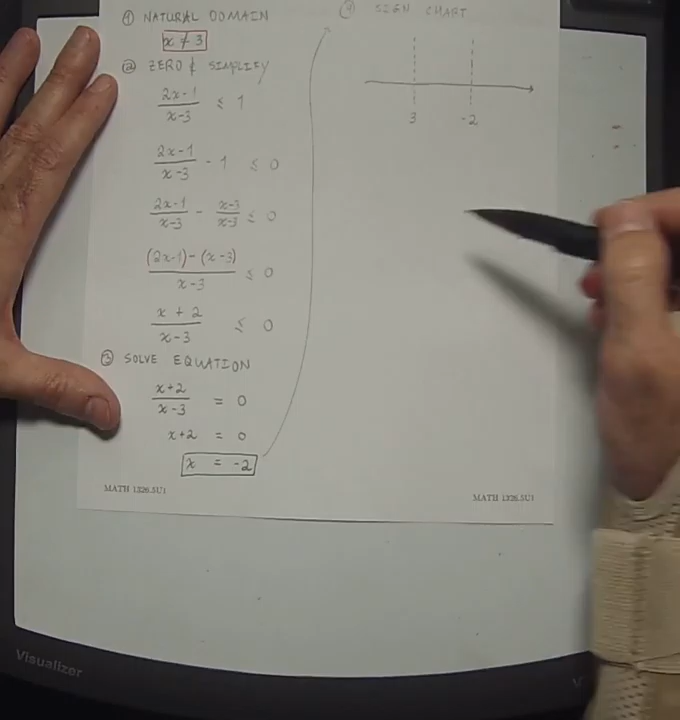 ① NATURAL DOMAIN
x ≠ 3
② ZERO & SIMPLIFY
2x-1 / x-3 ≤ 1
2x-1 / x-3 - 1 ≤ 0
2x-1 / x-3 - x-3 / x-3 ≤ 0
(2x-1) - (x-3) / x-3 ≤ 0
x + 2 / x-3 ≤ 0
③ SOLVE EQUATION
x+2 / x-3 = 0
x+2 = 0
x = -2
MATH 1326.5U1
④ SIGN CHART
3 -2
MATH 1326.5U1
Visualizer